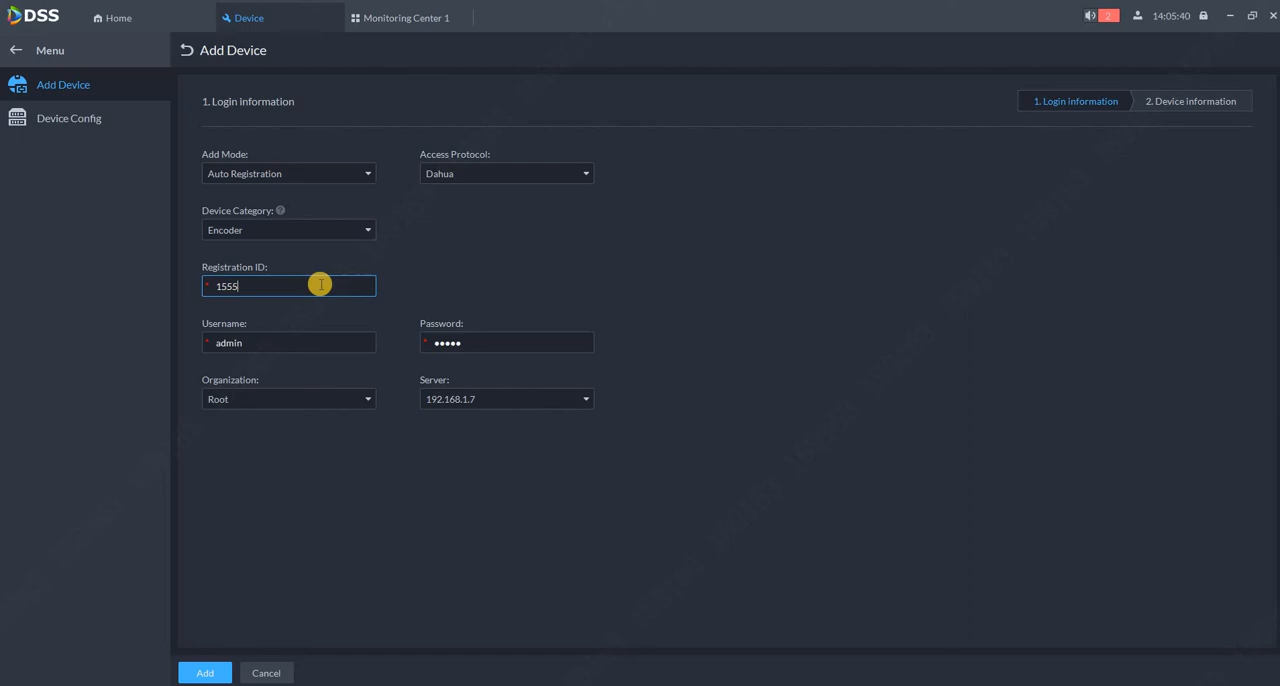 DSS Home Device Monitoring Center 1 2 14:05:40
Menu Add Device
Add Device
Device Config
1. Login information 1. Login information 2. Device information
Add Mode: Access Protocol:
Auto Registration Dahua
Device Category:
Encoder
Registration ID:
* 1555
Username: Password:
* admin * •••••
Organization: Server:
Root 192.168.1.7
Add Cancel